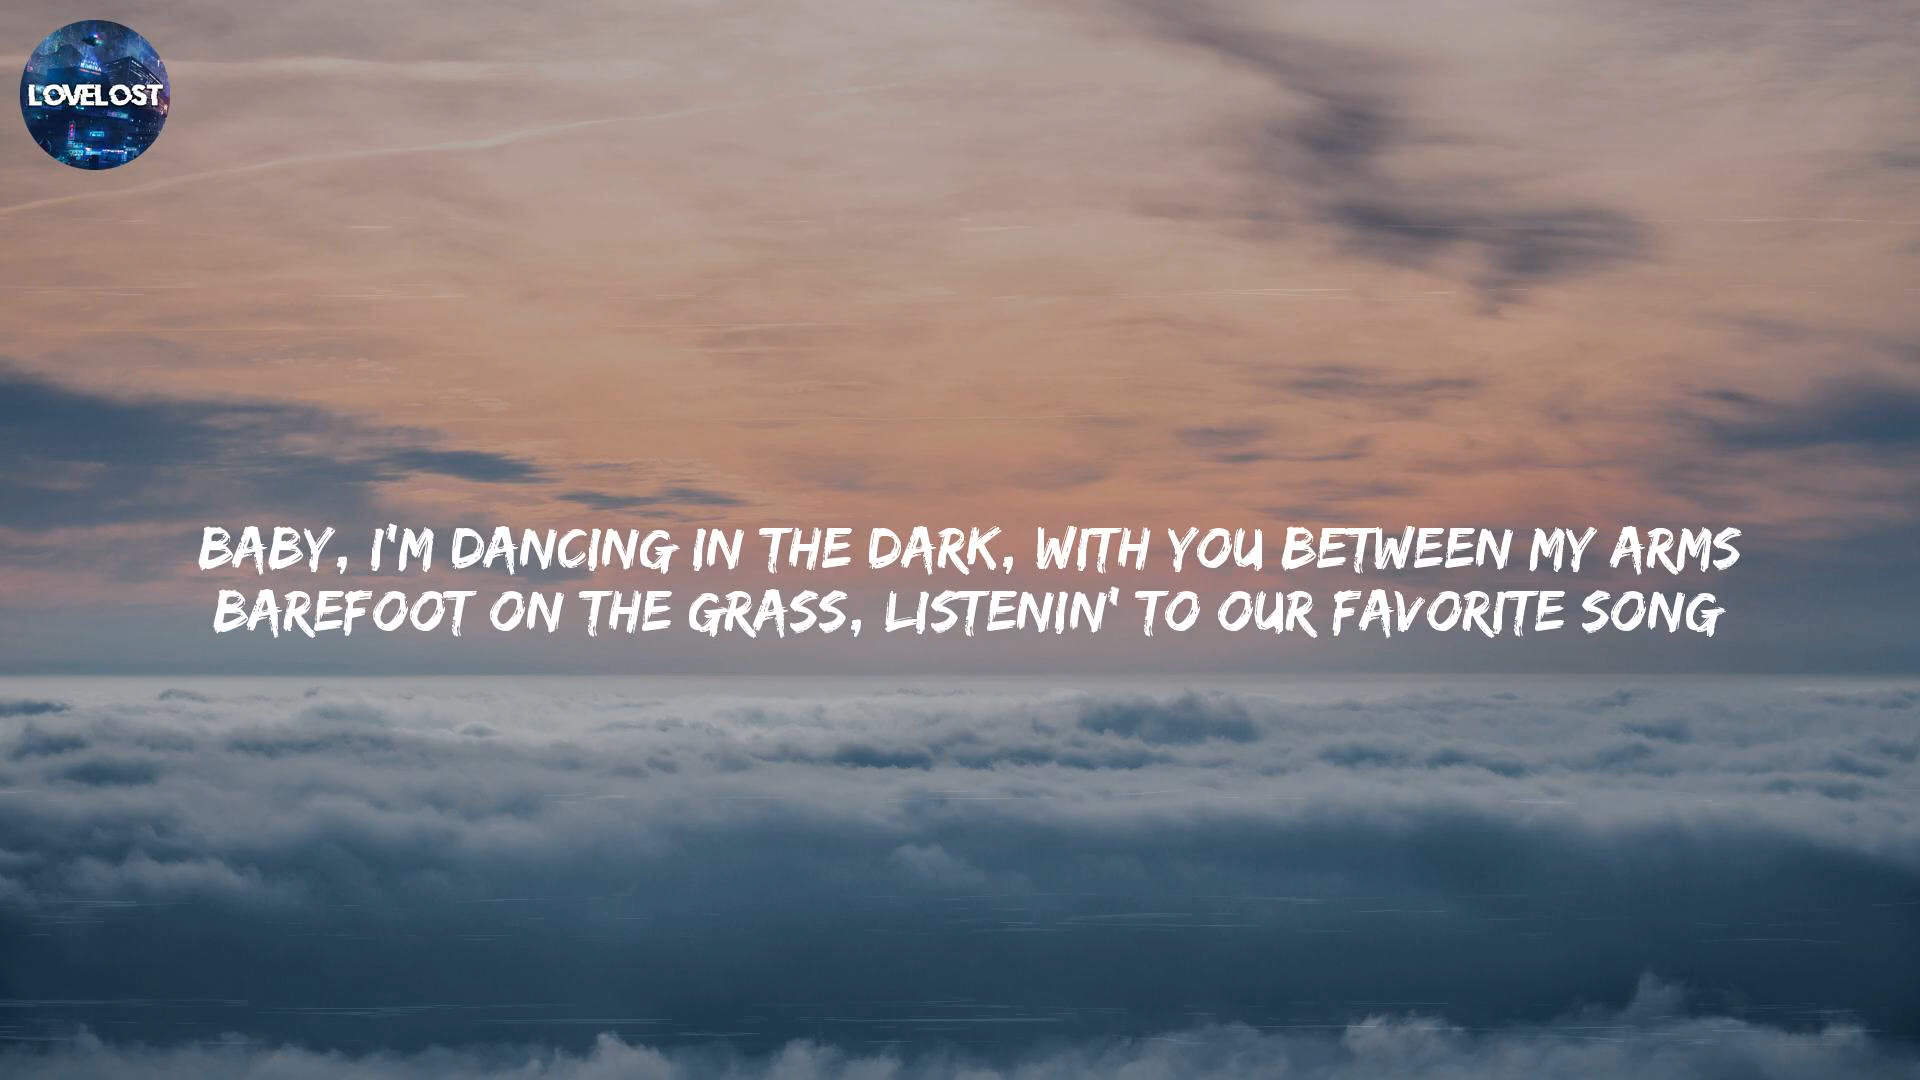 LOVELOST
BABY, I'M DANCING IN THE DARK, WITH YOU BETWEEN MY ARMS
BAREFOOT ON THE GRASS, LISTENIN' TO OUR FAVORITE SONG